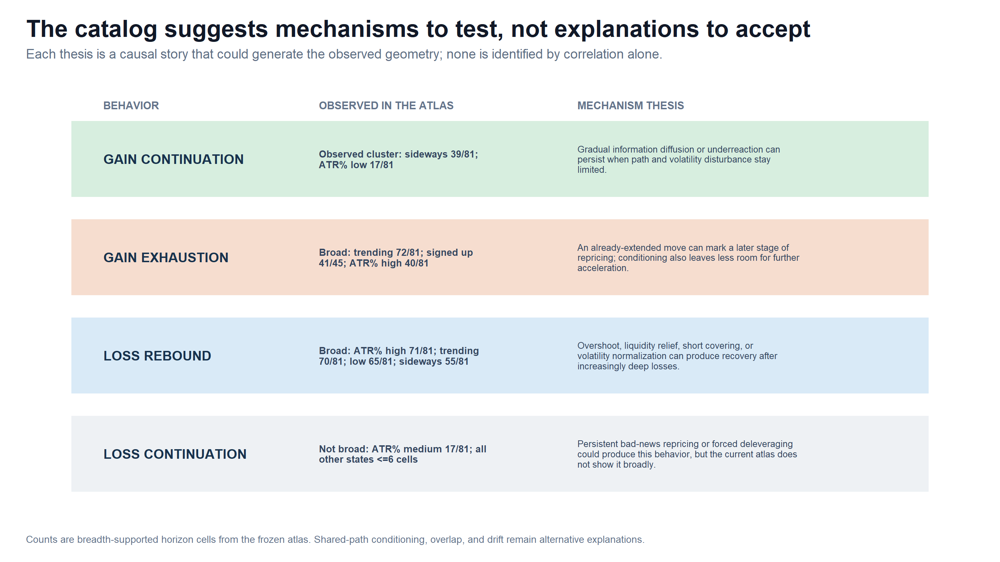 The catalog suggests mechanisms to test, not explanations to accept
Each thesis is a causal story that could generate the observed geometry; none is identified by correlation alone.
BEHAVIOR
OBSERVED IN THE ATLAS
MECHANISM THESIS
GAIN CONTINUATION
Observed cluster: sideways 39/81;
ATR% low 17/81
Gradual information diffusion or underreaction can
persist when path and volatility disturbance stay
limited.
GAIN EXHAUSTION
Broad: trending 72/81; signed up
41/45; ATR% high 40/81
An already-extended move can mark a later stage of
repricing; conditioning also leaves less room for further
acceleration.
LOSS REBOUND
Broad: ATR% high 71/81; trending
70/81; low 65/81; sideways 55/81
Overshoot, liquidity relief, short covering, or
volatility normalization can produce recovery after
increasingly deep losses.
LOSS CONTINUATION
Not broad: ATR% medium 17/81; all
other states <=6 cells
Persistent bad-news repricing or forced deleveraging
could produce this behavior, but the current atlas does
not show it broadly.
Counts are breadth-supported horizon cells from the frozen atlas. Shared-path conditioning, overlap, and drift remain alternative explanations.